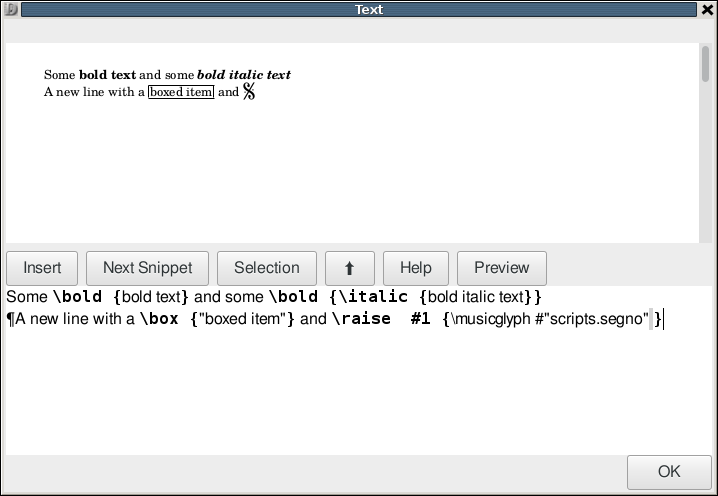 Text
Some bold text and some bold italic text
A new line with a boxed item and 𝄋
Insert
Next Snippet
Selection
⬆
Help
Preview
Some \bold {bold text} and some \bold {\italic {bold italic text}}
¶A new line with a \box {"boxed item"} and \raise  #1 {\musicglyph #"scripts.segno" }
OK